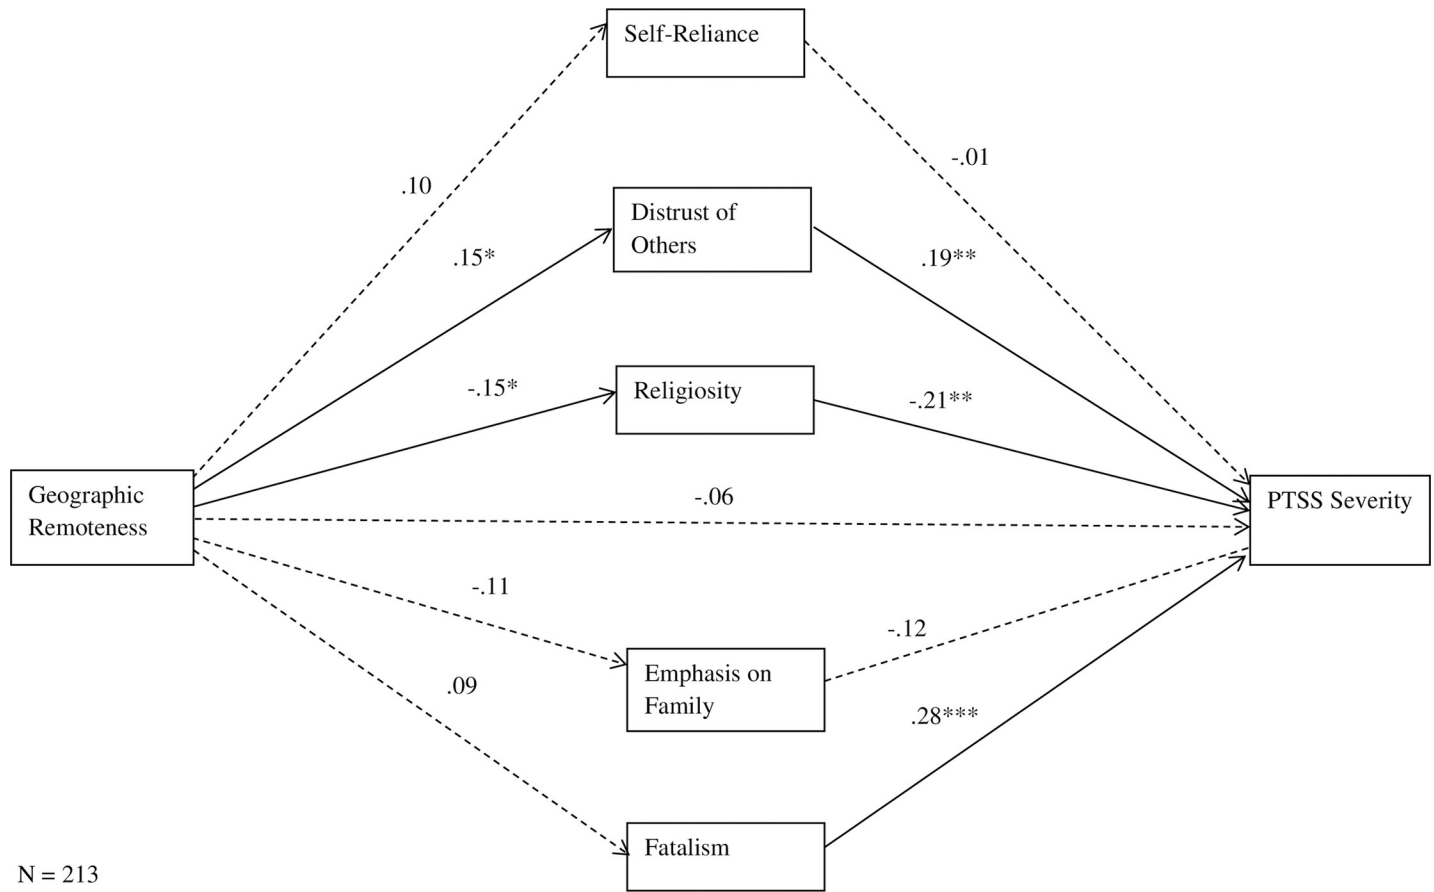 Self-Reliance
-.01
.10
Distrust of
Others
.15*
.19**
Religiosity
-.15*
-.21**
Geographic
Remoteness
-.06
PTSS Severity
-.11
-.12
Emphasis on
Family
.09
.28***
Fatalism
N = 213